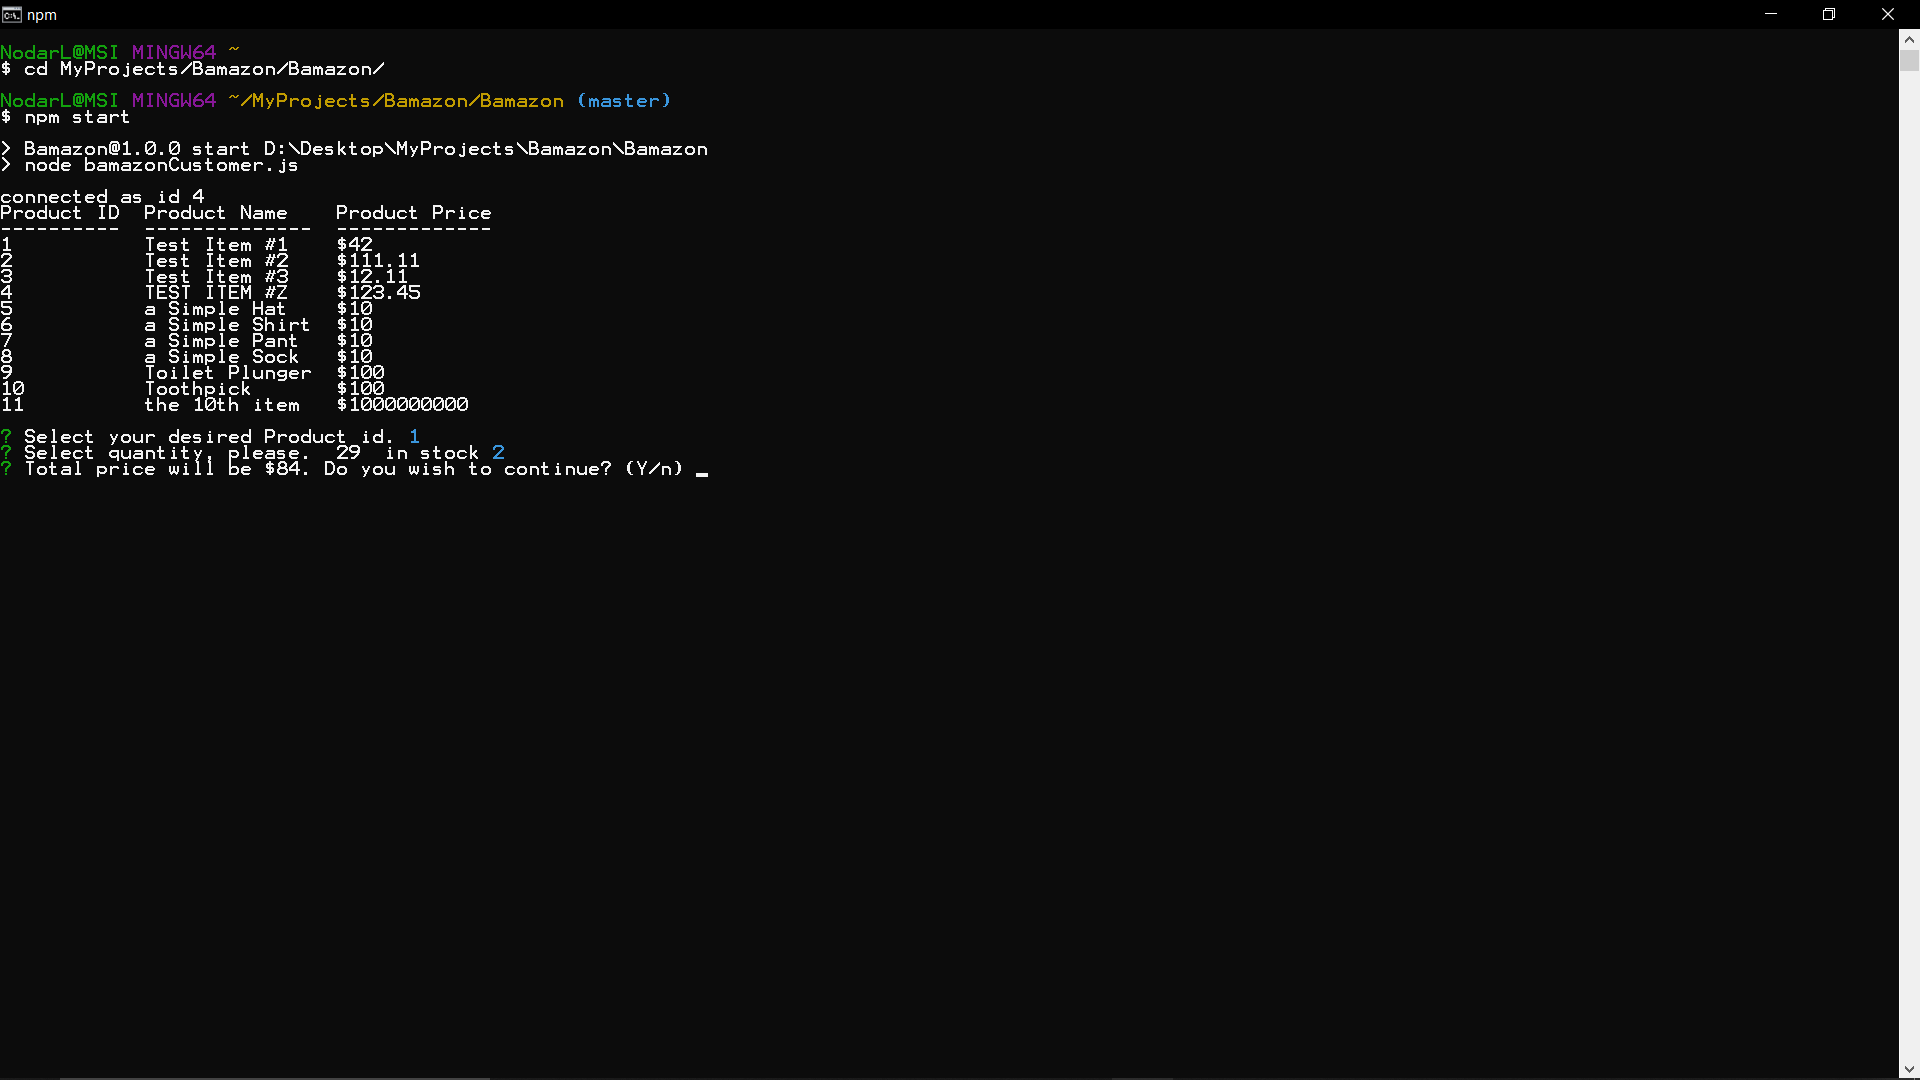 npm
NodarL@MSI MINGW64 ~
$ cd MyProjects/Bamazon/Bamazon/
NodarL@MSI MINGW64 ~/MyProjects/Bamazon/Bamazon (master)
$ npm start
> Bamazon@1.0.0 start D:\Desktop\MyProjects\Bamazon\Bamazon
> node bamazonCustomer.js
connected as id 4
Product ID  Product Name    Product Price
----------  --------------  -------------
1           Test Item #1    $42
2           Test Item #2    $111.11
3           Test Item #3    $12.11
4           TEST ITEM #Z    $123.45
5           a Simple Hat    $10
6           a Simple Shirt  $10
7           a Simple Pant   $10
8           a Simple Sock   $10
9           Toilet Plunger  $100
10          Toothpick       $100
11          the 10th item   $1000000000
? Select your desired Product id. 1
? Select quantity, please.  29  in stock 2
? Total price will be $84. Do you wish to continue? (Y/n)